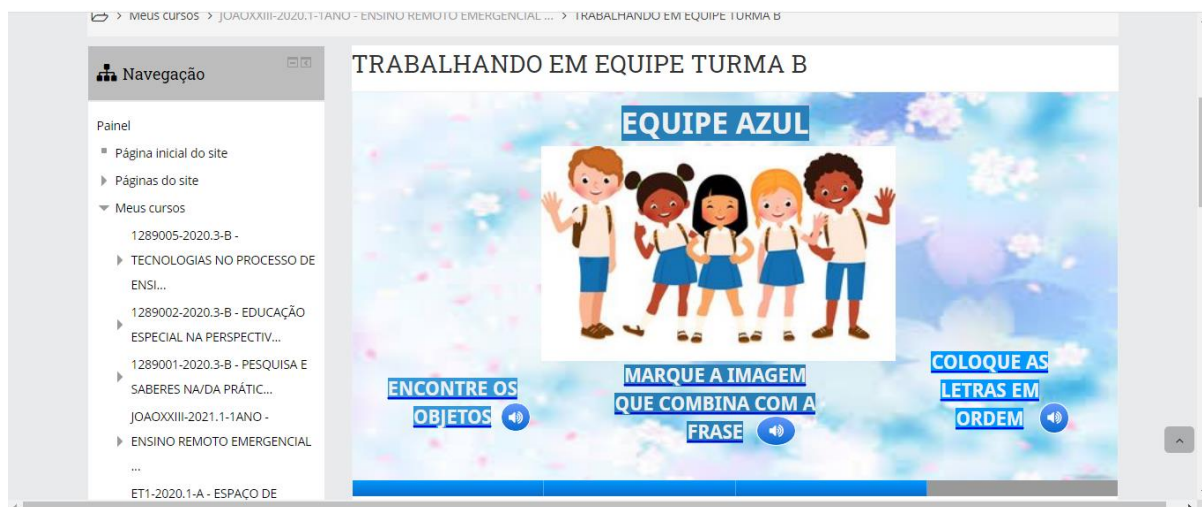 > Meus cursos > JOAOXXIII-2020.1-1ANO - ENSINO REMOTO EMERGENCIAL ... > TRABALHANDO EM EQUIPE TURMA B
Navegação
Painel
Página inicial do site
Páginas do site
Meus cursos
1289005-2020.3-B -
TECNOLOGIAS NO PROCESSO DE
ENSI...
1289002-2020.3-B - EDUCAÇÃO
ESPECIAL NA PERSPECTIV...
1289001-2020.3-B - PESQUISA E
SABERES NA/DA PRÁTIC...
JOAOXXIII-2021.1-1ANO -
ENSINO REMOTO EMERGENCIAL
...
ET1-2020.1-A - ESPAÇO DE
TRABALHANDO EM EQUIPE TURMA B
EQUIPE AZUL
ENCONTRE OS
OBJETOS
MARQUE A IMAGEM
QUE COMBINA COM A
FRASE
COLOQUE AS
LETRAS EM
ORDEM